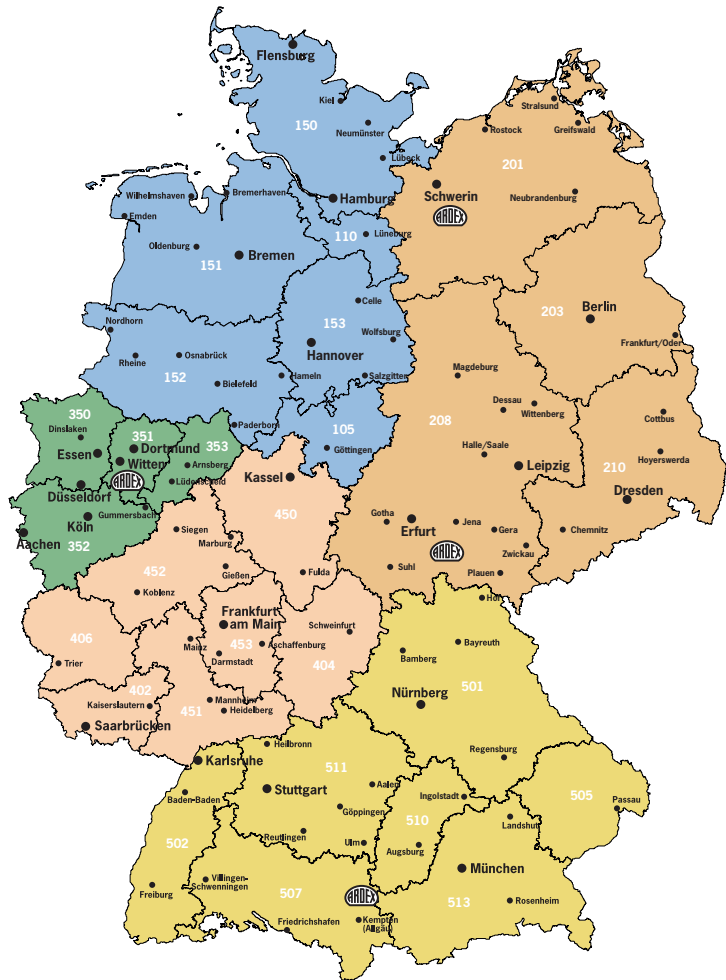 Flensburg
Kiel
150
Neumünster
Lübeck
Hamburg
Stralsund
Rostock
Greifswald
201
Schwerin
Neubrandenburg
ARDEX
Wilhelmshaven
Bremerhaven
Emden
Oldenburg
Bremen
151
110
Lüneburg
Celle
153
Wolfsburg
Hannover
Salzgitter
Hameln
Nordhorn
Rheine
Osnabrück
152
Bielefeld
203
Berlin
Frankfurt/Oder
Magdeburg
Dessau
Wittenberg
208
Halle/Saale
Leipzig
Cottbus
Hoyerswerda
210
Dresden
Chemnitz
350
Dinslaken
Essen
351
Dortmund
Witten
ARDEX
353
Paderborn
Arnsberg
Lüdenscheid
105
Göttingen
Düsseldorf
Köln
Gummersbach
Aachen
352
Kassel
450
Siegen
Marburg
452
Gießen
Koblenz
Fulda
Gotha
Erfurt
Jena
Gera
Zwickau
ARDEX
Suhl
Plauen
Hof
406
Trier
Frankfurt
am Main
Mainz
453
Aschaffenburg
Darmstadt
Schweinfurt
404
402
Kaiserslautern
451
Mannheim
Heidelberg
Saarbrücken
Bayreuth
Bamberg
501
Nürnberg
Regensburg
Karlsruhe
Heilbronn
511
Baden-Baden
Stuttgart
Aalen
Göppingen
Reutlingen
Ulm
Ingolstadt
510
Augsburg
505
Passau
Landshut
502
Villingen-
Schwenningen
Freiburg
507
ARDEX
Friedrichshafen
Kempten
(Allgäu)
München
513
Rosenheim